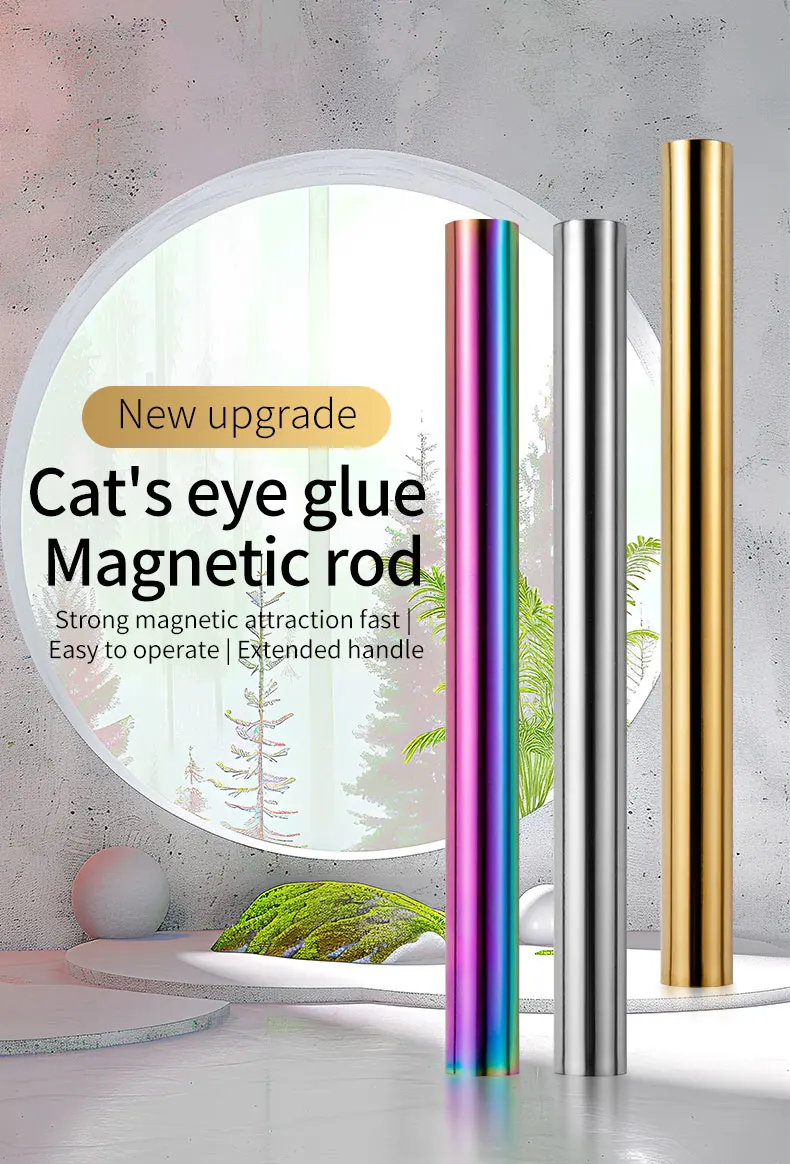 New upgrade
Cat's eye glue
Magnetic rod
Strong magnetic attraction fast |
Easy to operate | Extended handle